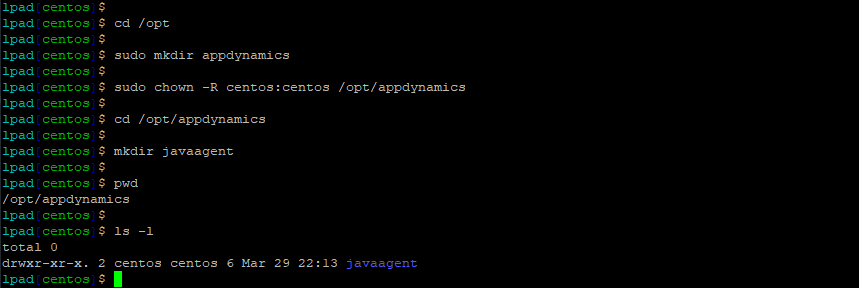 lpad[centos]$
lpad[centos]$ cd /opt
lpad[centos]$
lpad[centos]$ sudo mkdir appdynamics
lpad[centos]$
lpad[centos]$ sudo chown -R centos:centos /opt/appdynamics
lpad[centos]$
lpad[centos]$ cd /opt/appdynamics
lpad[centos]$
lpad[centos]$ mkdir javaagent
lpad[centos]$
lpad[centos]$ pwd
/opt/appdynamics
lpad[centos]$
lpad[centos]$ ls -l
total 0
drwxr-xr-x. 2 centos centos 6 Mar 29 22:13 javaagent
lpad[centos]$